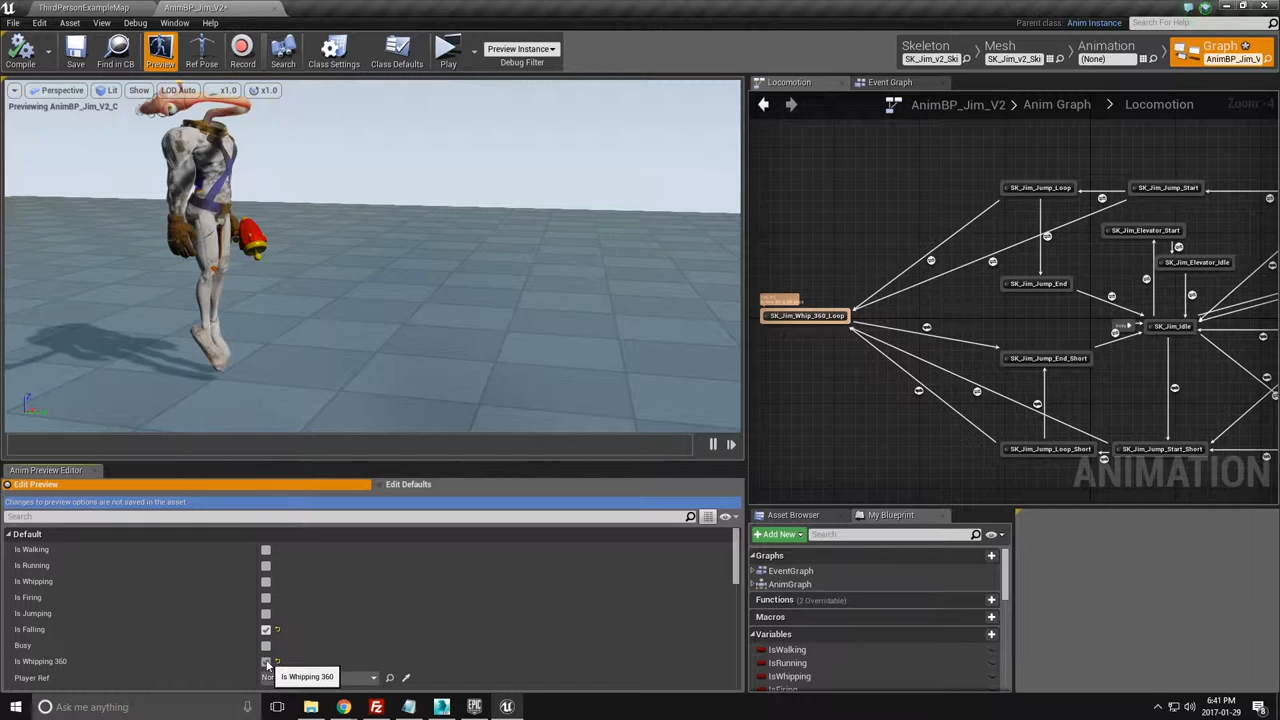 ThirdPersonExampleMap
AnimBP_Jim_V2*
File Edit Asset View Debug Window Help
Parent class: Anim Instance
Search For Help
Compile
Save
Find in CB
Preview
Ref Pose
Record
Search
Class Settings
Class Defaults
Play
Preview Instance
Debug Filter
Skeleton
SK_Jim_v2_Ske
Mesh
SK_Jim_v2_Ski
Animation
(None)
Graph
AnimBP_Jim_V
Perspective
Lit
Show
LOD Auto
x1.0
x1.0
Previewing AnimBP_Jim_V2_C
Z
Locomotion
Event Graph
AnimBP_Jim_V2 > Anim Graph > Locomotion
Zoom -4
SK_Jim_Jump_Loop
SK_Jim_Jump_Start
SK_Jim_Elevator_Start
SK_Jim_Elevator_Idle
SK_Jim_Jump_End
SK_Jim_Whip_360_Loop
SK_Jim_Idle
SK_Jim_Jump_End_Short
SK_Jim_Jump_Loop_Short
SK_Jim_Jump_Start_Short
ANIMATION
Anim Preview Editor
Edit Preview
Edit Defaults
Changes to preview options are not saved in the asset
Search
Default
Is Walking
Is Running
Is Whipping
Is Firing
Is Jumping
Is Falling
Busy
Is Whipping 360
Player Ref
Is Whipping 360
Asset Browser
My Blueprint
Add New
Search
Graphs
EventGraph
AnimGraph
Functions (2 Overridable)
Macros
Variables
IsWalking
IsRunning
IsWhipping
IsFiring
Ask me anything
6:41 PM
2017-01-29
8